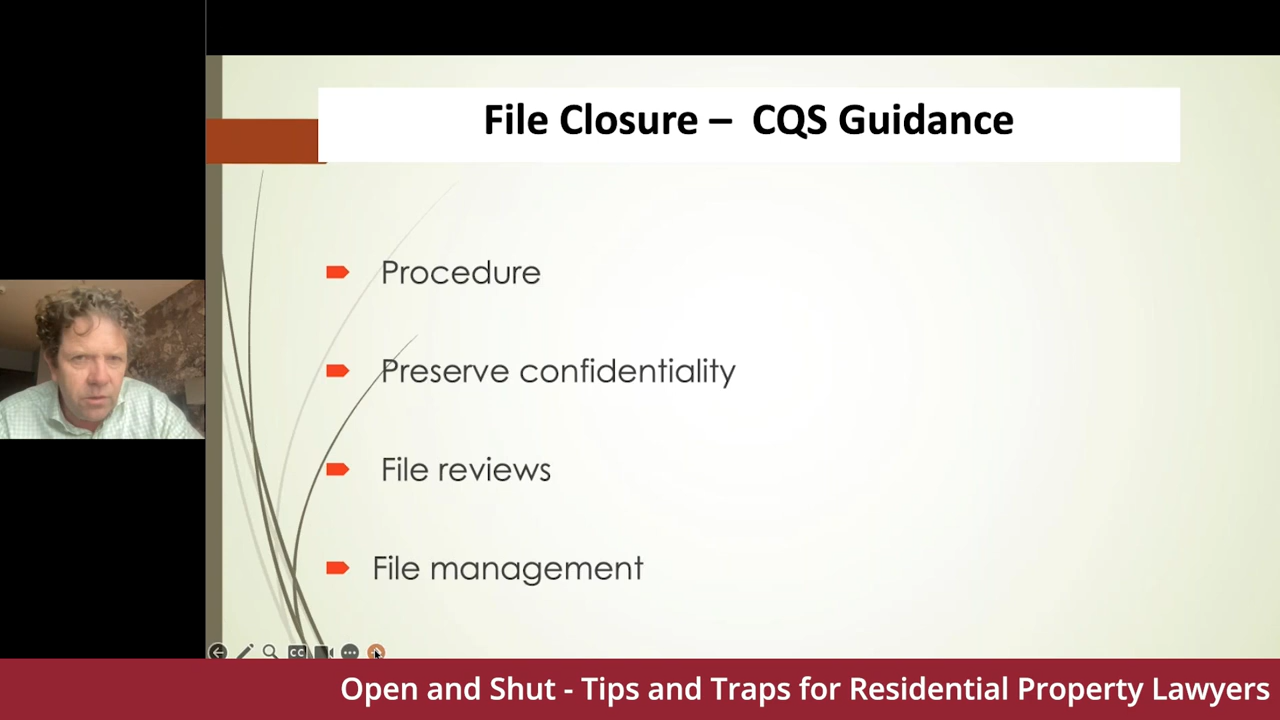 File Closure – CQS Guidance
Procedure
Preserve confidentiality
File reviews
File management
CC
Open and Shut - Tips and Traps for Residential Property Lawyers